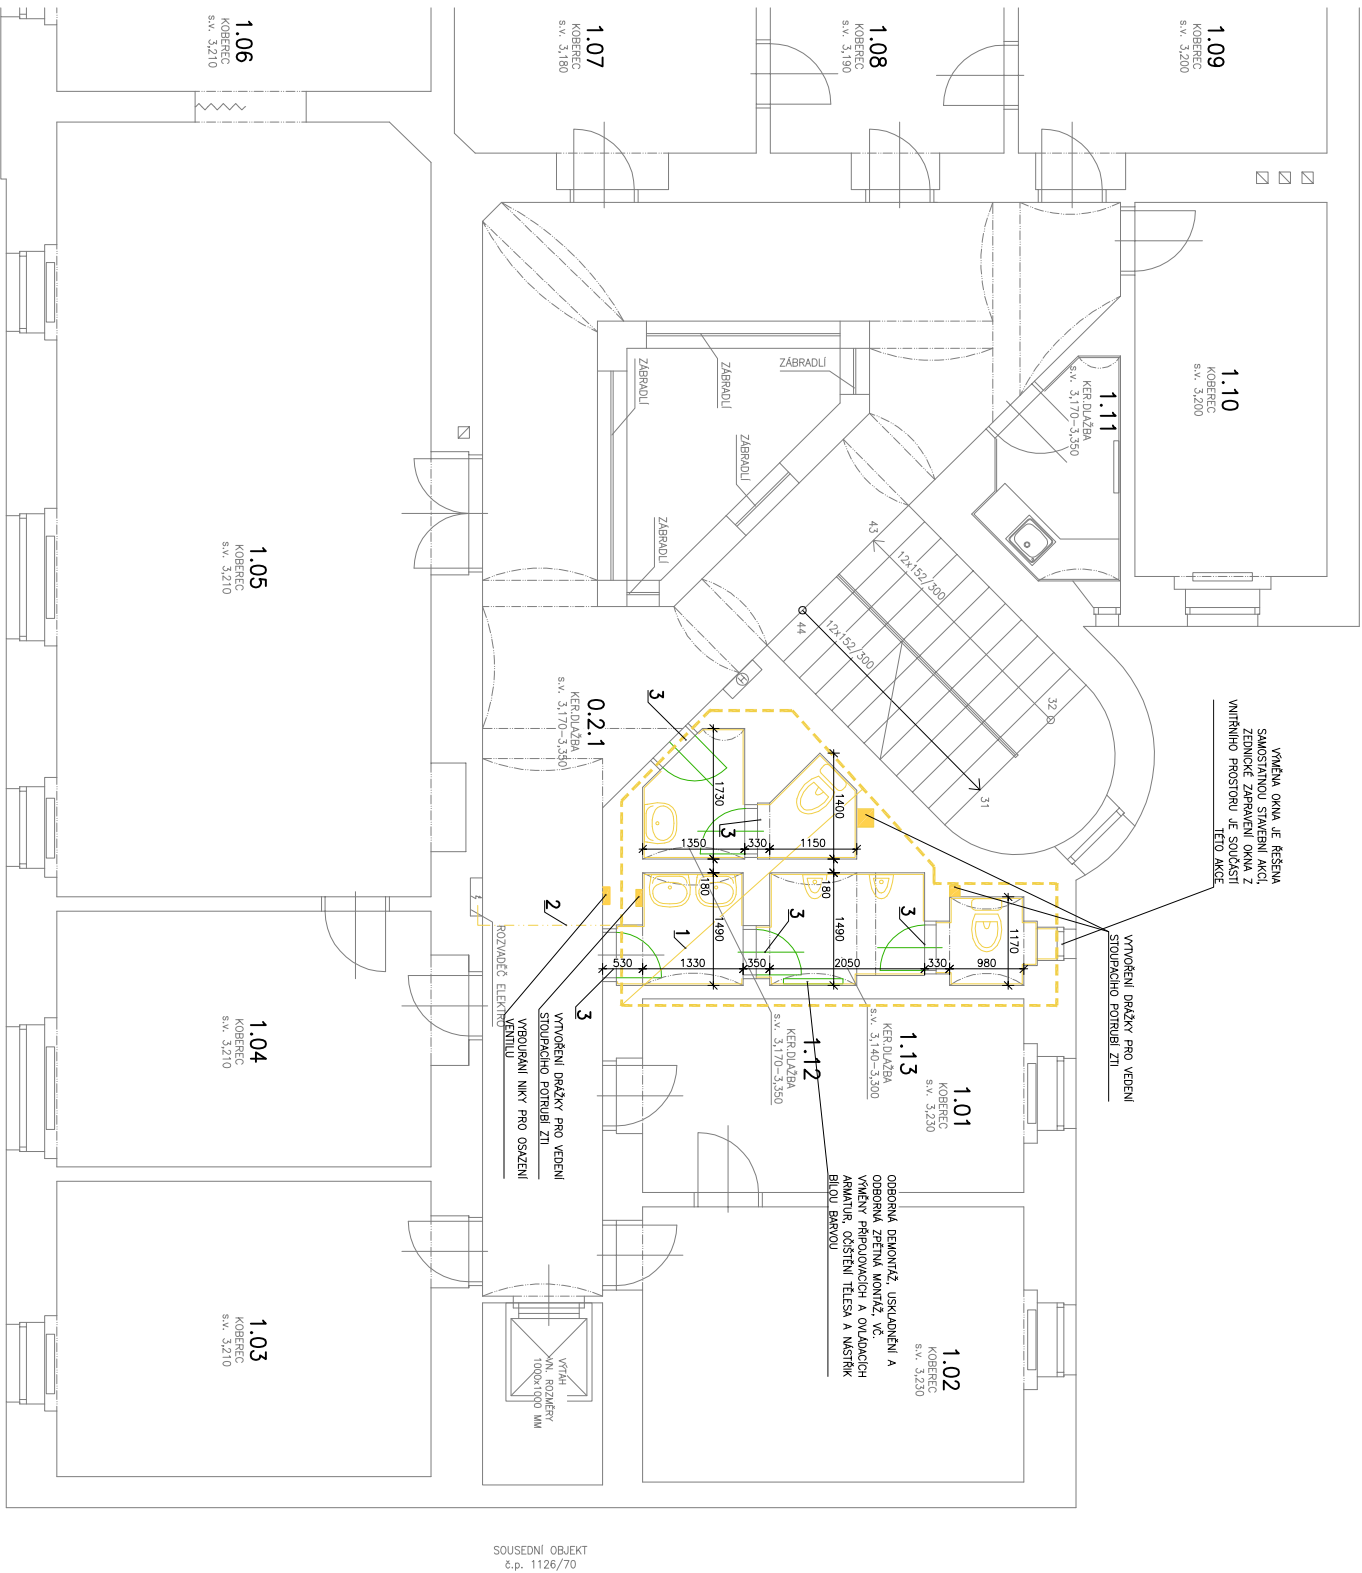 1.06
KOBEREC
s.v. 3,210
1.07
KOBEREC
s.v. 3,180
1.08
KOBEREC
s.v. 3,190
1.09
KOBEREC
s.v. 3,200
1.10
KOBEREC
s.v. 3,200
1.11
KER.DLAŽBA
s.v. 3,170-3,350
ZÁBRADLÍ
ZÁBRADLÍ
ZÁBRADLÍ
ZÁBRADLÍ
ZÁBRADLÍ
43
12x152/300
44
12x152/300
32
31
1.05
KOBEREC
s.v. 3,210
0.2.1
KER.DLAŽBA
s.v. 3,170-3,350
VÝMĚNA OKNA JE ŘEŠENA
SAMOSTATNOU STAVEBNÍ AKCÍ,
ZEDNICKÉ ZAPRAVENÍ OKNA Z
VNITŘNÍHO PROSTORU JE SOUČÁSTÍ
TÉTO AKCE
3
1730
1400
3
1350
330
1150
180
180
1490
1490
1170
2
1
3
3
530
1330
350
2050
330
980
3
ROZVADĚČ ELEKTRO
VYTVOŘENÍ DRÁŽKY PRO VEDENÍ
STOUPACÍHO POTRUBÍ ZTI
VYTVOŘENÍ DRÁŽKY PRO VEDENÍ
STOUPACÍHO POTRUBÍ ZTI
VYBOURÁNÍ NIKY PRO OSAZENÍ
VENTILU
1.04
KOBEREC
s.v. 3,210
1.12
KER.DLAŽBA
s.v. 3,170-3,350
1.13
KER.DLAŽBA
s.v. 3,140-3,300
1.01
KOBEREC
s.v. 3,230
ODBORNÁ DEMONTÁŽ, USKLADNĚNÍ A
ODBORNÁ ZPĚTNÁ MONTÁŽ, VČ.
VÝMĚNY PŘIPOJOVACÍCH A OVLÁDACÍCH
ARMATUR, OČIŠTĚNÍ TĚLESA A NÁSTŘIK
BÍLOU BARVOU
1.03
KOBEREC
s.v. 3,210
VÝTAH
VN. ROZMĚRY
1000x1000 MM
1.02
KOBEREC
s.v. 3,230
SOUSEDNÍ OBJEKT
č.p. 1126/70